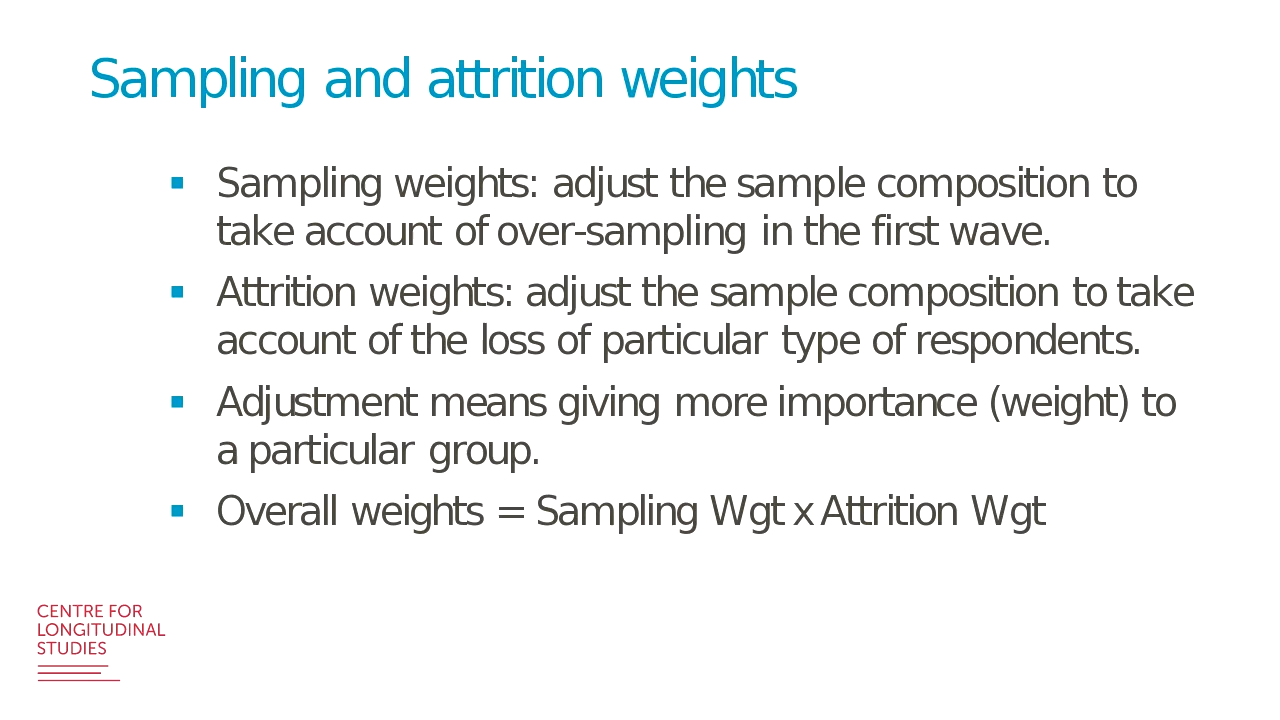 Sampling and attrition weights
▪ Sampling weights: adjust the sample composition to
take account of over-sampling in the first wave.
▪ Attrition weights: adjust the sample composition to take
account of the loss of particular type of respondents.
▪ Adjustment means giving more importance (weight) to
a particular group.
▪ Overall weights = Sampling Wgt x Attrition Wgt
CENTRE FOR
LONGITUDINAL
STUDIES